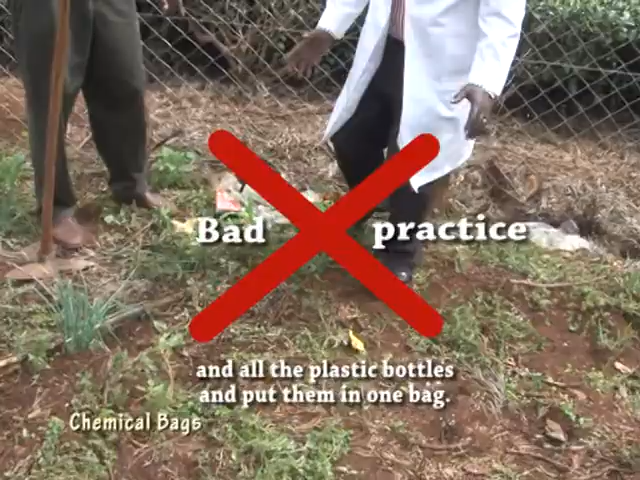 Bad practice
and all the plastic bottles
and put them in one bag.
Chemical Bags